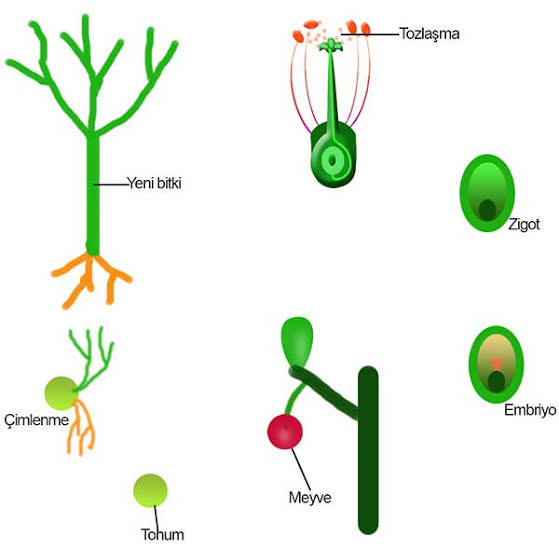 Tozlaşma
Yeni bitki
Zigot
Embriyo
Çimlenme
Meyve
Tohum